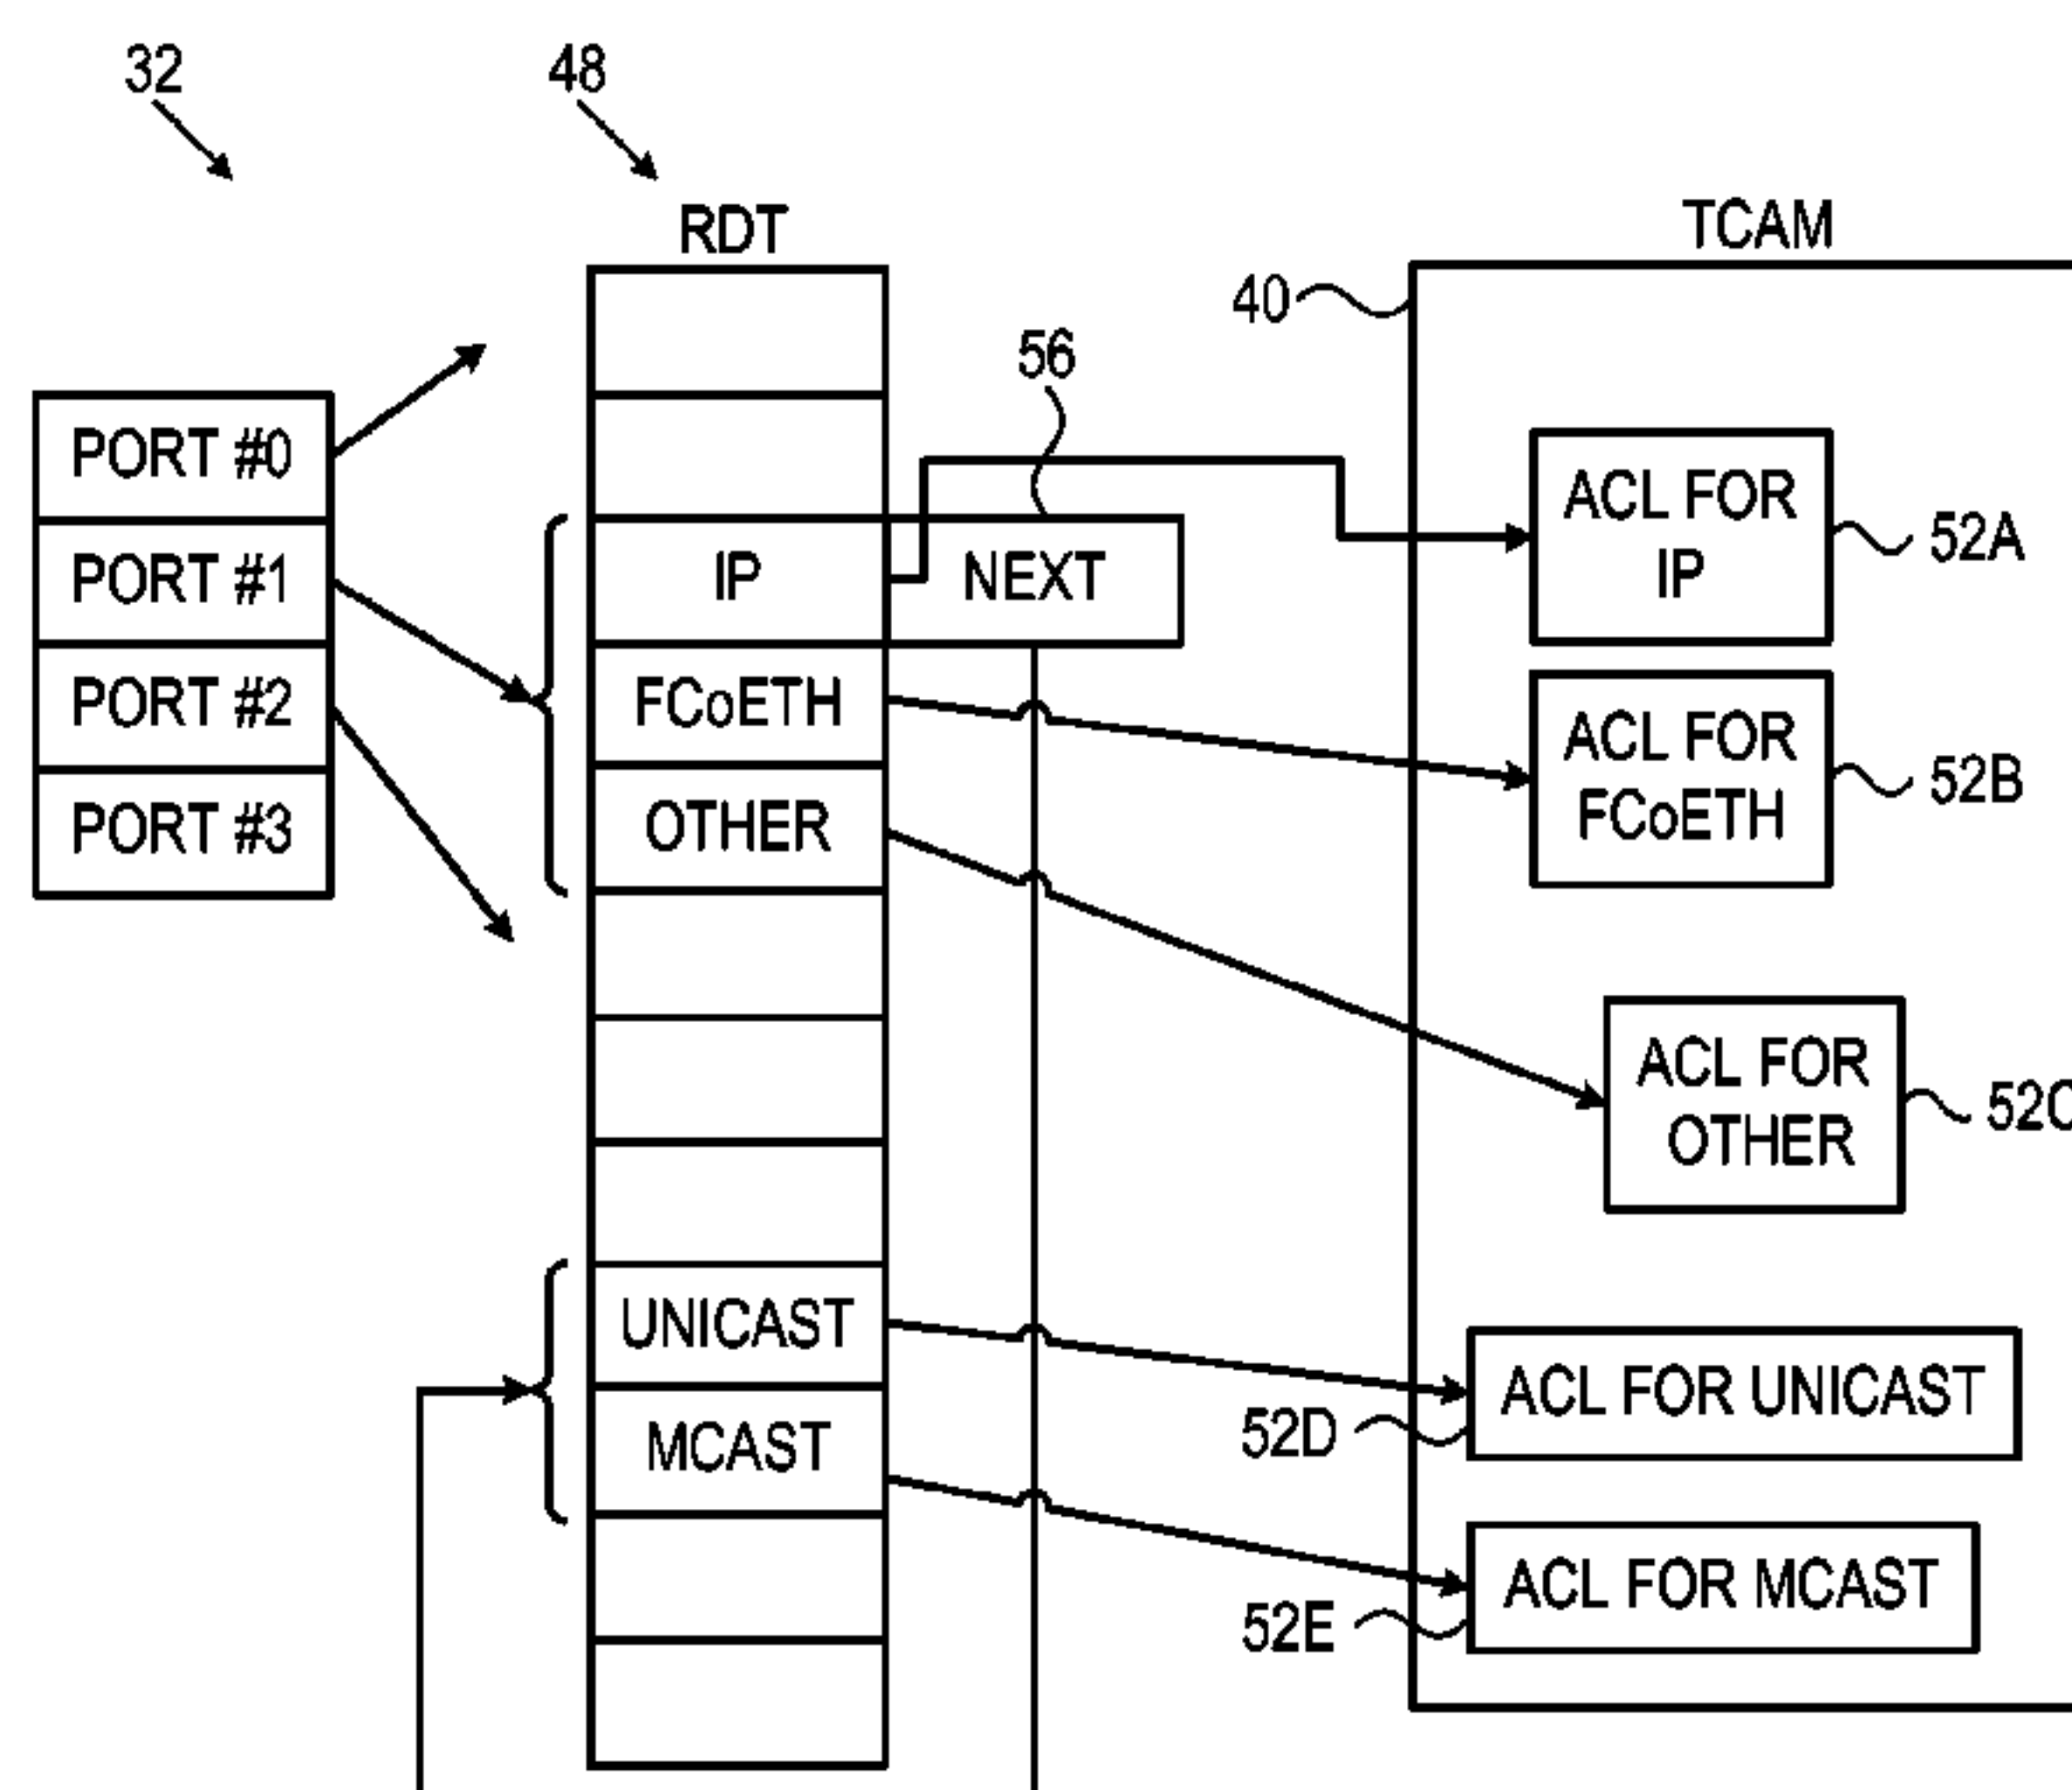 32
48
RDT
TCAM
40
56
PORT #0
PORT #1
PORT #2
PORT #3
IP
NEXT
FCoETH
OTHER
UNICAST
MCAST
ACL FOR
IP
52A
ACL FOR
FCoETH
52B
ACL FOR
OTHER
52C
ACL FOR UNICAST
52D
ACL FOR MCAST
52E